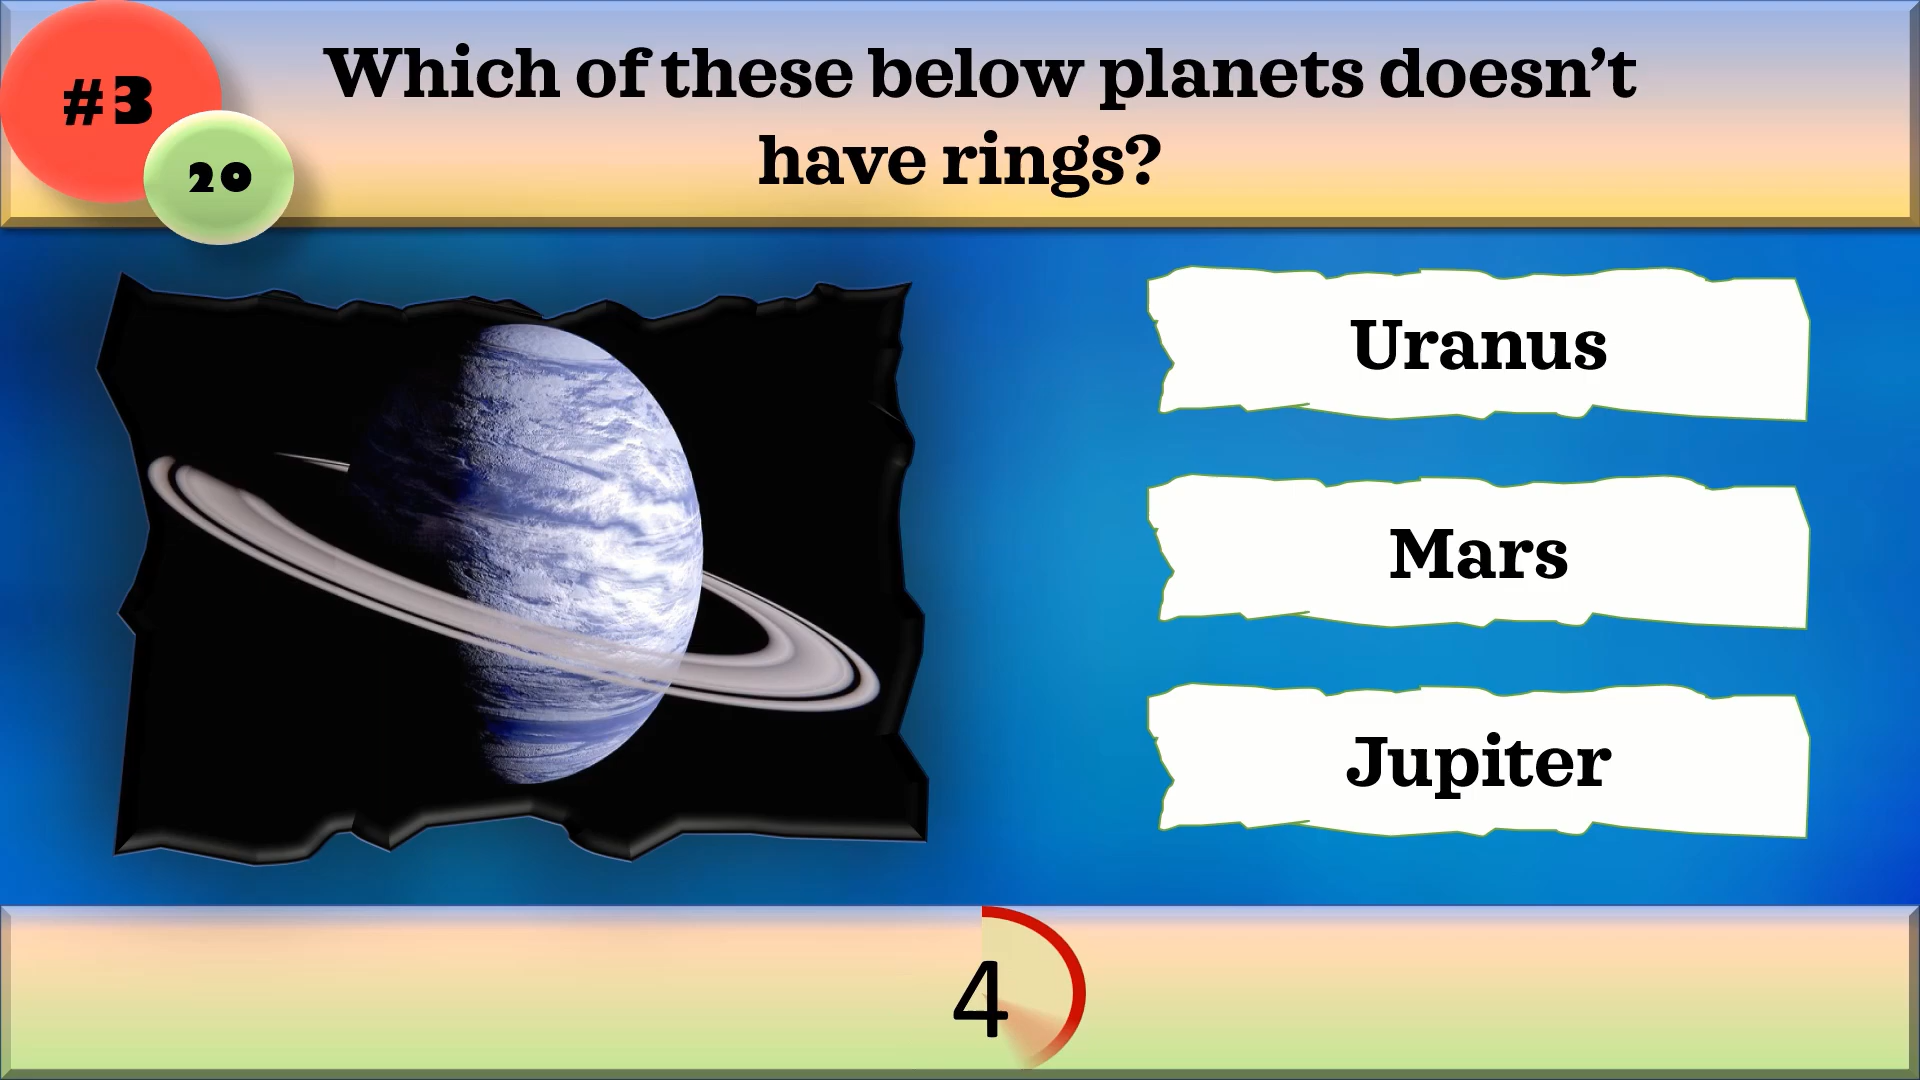 #3
20
Which of these below planets doesn’t
have rings?
Uranus
Mars
Jupiter
4